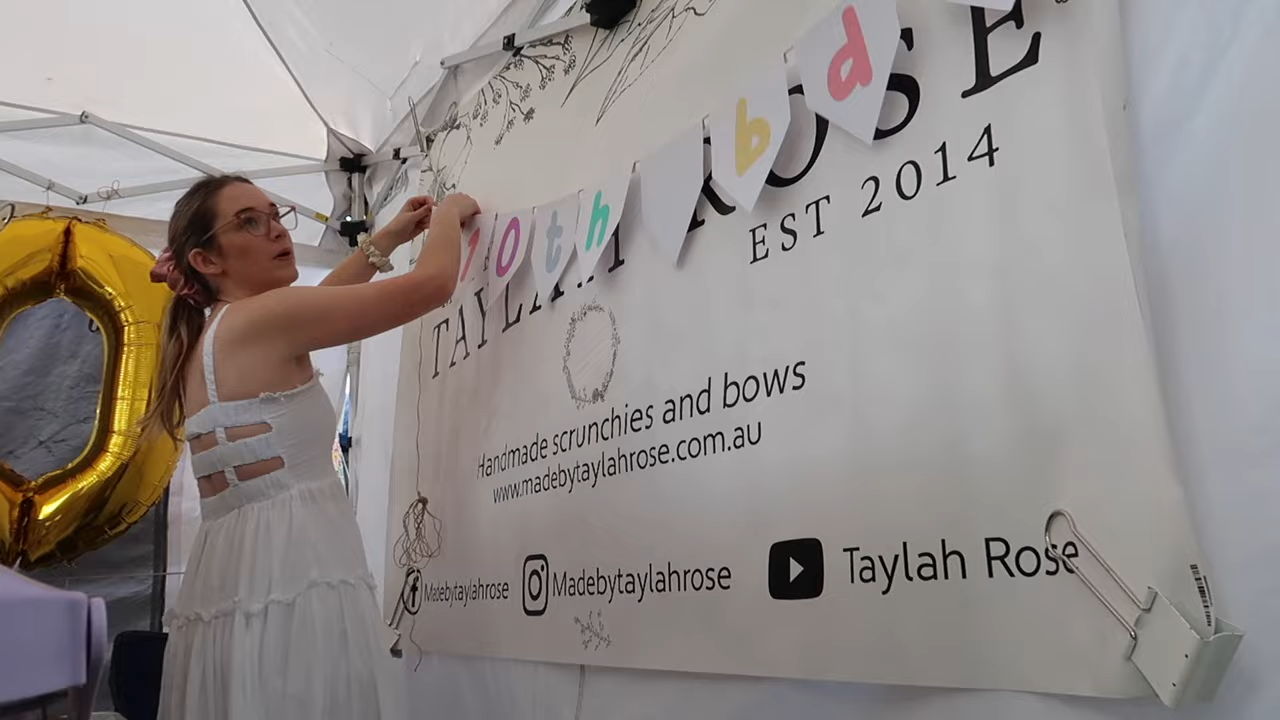 10th bd
TAYLAH ROSE
EST 2014
Handmade scrunchies and bows
www.madebytaylahrose.com.au
Madebytaylahrose Madebytaylahrose Taylah Rose